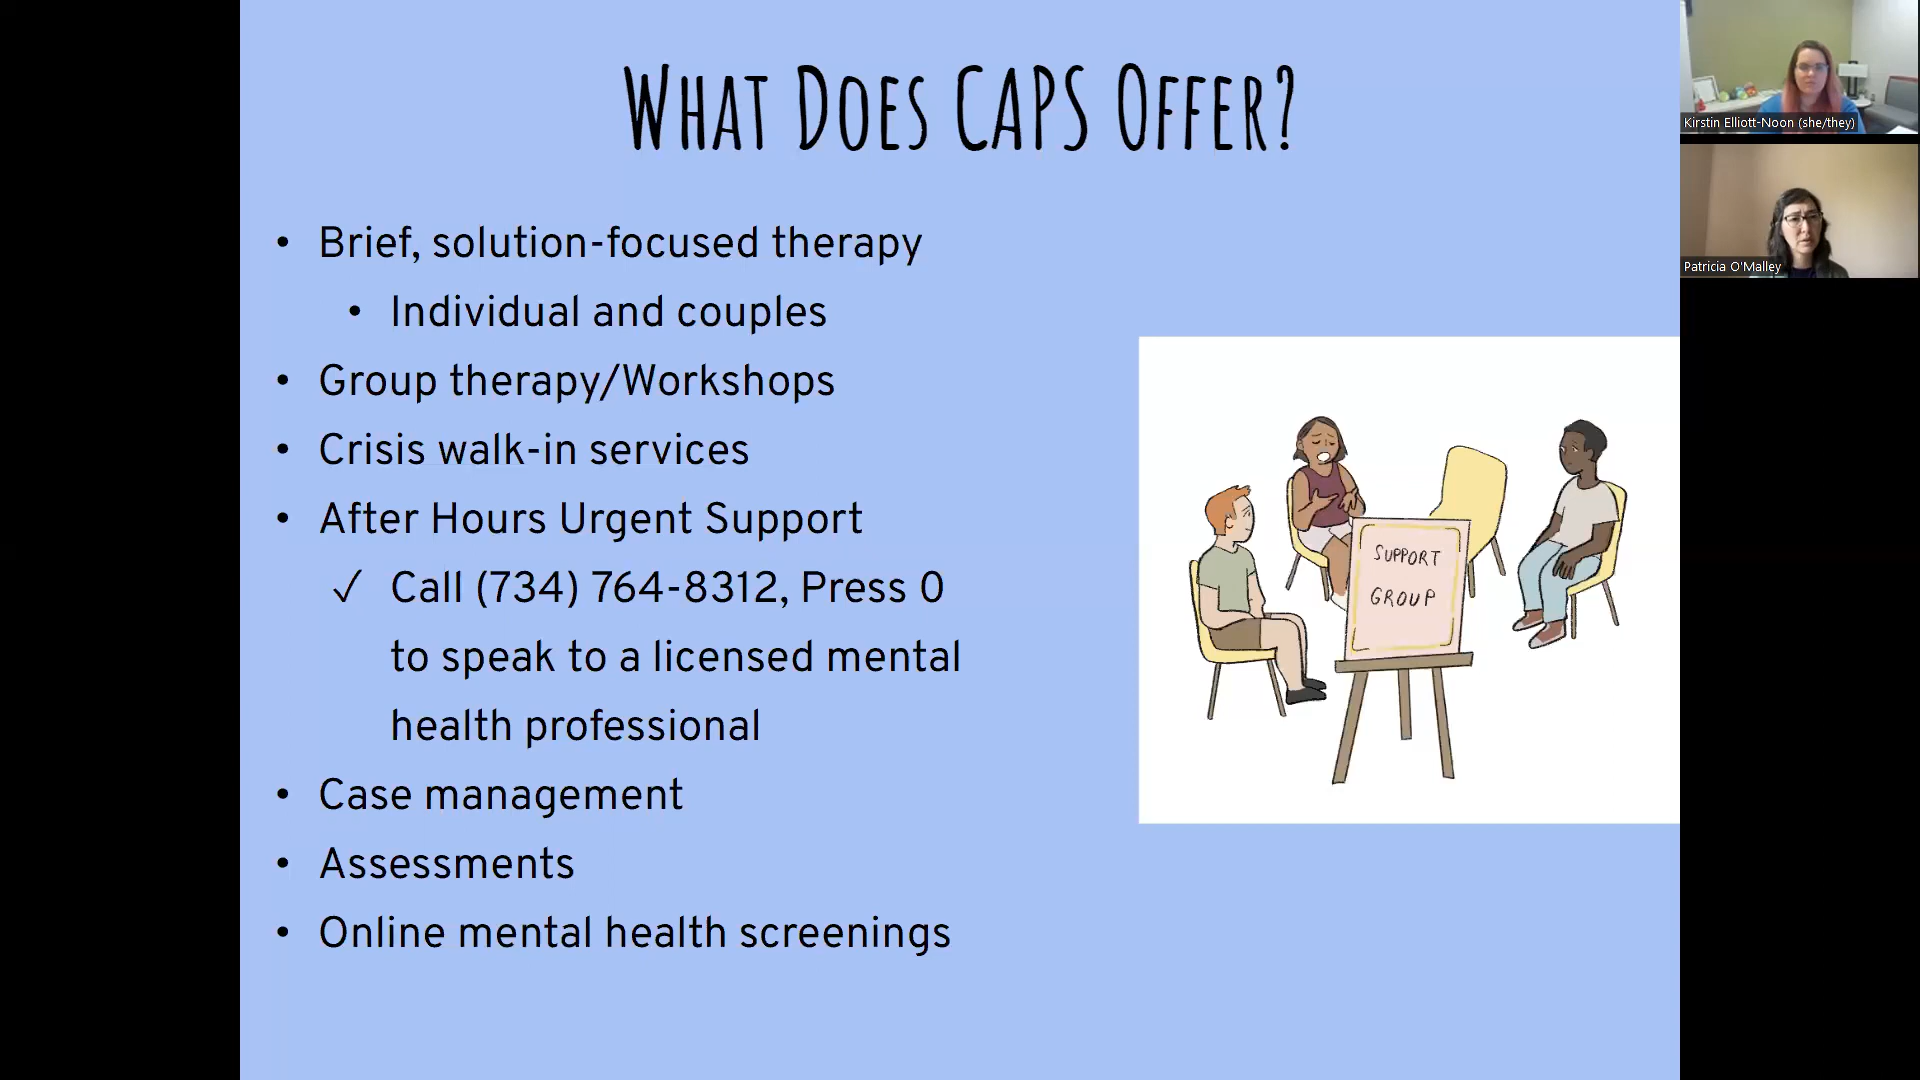 What Does CAPS Offer?
• Brief, solution-focused therapy
• Individual and couples
• Group therapy/Workshops
• Crisis walk-in services
• After Hours Urgent Support
✓ Call (734) 764-8312, Press 0
to speak to a licensed mental
health professional
• Case management
• Assessments
• Online mental health screenings
SUPPORT
GROUP
Kirstin Elliott-Noon (she/they)
Patricia O'Malley